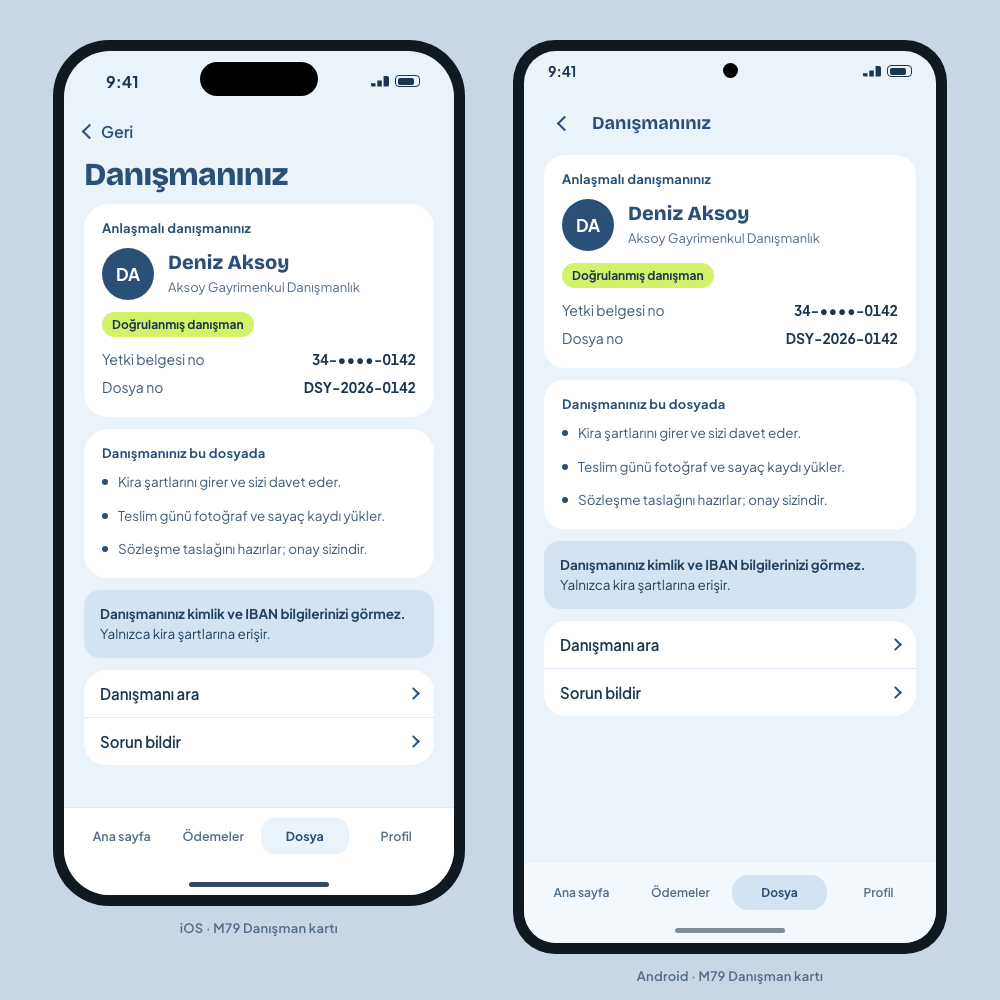 9:41
Geri
Danışmanınız
Anlaşmalı danışmanınız
DA
Deniz Aksoy
Aksoy Gayrimenkul Danışmanlık
Doğrulanmış danışman
Yetki belgesi no 34-••••-0142
Dosya no DSY-2026-0142
Danışmanınız bu dosyada
• Kira şartlarını girer ve sizi davet eder.
• Teslim günü fotoğraf ve sayaç kaydı yükler.
• Sözleşme taslağını hazırlar; onay sizindir.
Danışmanınız kimlik ve IBAN bilgilerinizi görmez.
Yalnızca kira şartlarına erişir.
Danışmanı ara
Sorun bildir
Ana sayfa Ödemeler Dosya Profil
iOS · M79 Danışman kartı
9:41
Danışmanınız
Anlaşmalı danışmanınız
DA
Deniz Aksoy
Aksoy Gayrimenkul Danışmanlık
Doğrulanmış danışman
Yetki belgesi no 34-••••-0142
Dosya no DSY-2026-0142
Danışmanınız bu dosyada
• Kira şartlarını girer ve sizi davet eder.
• Teslim günü fotoğraf ve sayaç kaydı yükler.
• Sözleşme taslağını hazırlar; onay sizindir.
Danışmanınız kimlik ve IBAN bilgilerinizi görmez.
Yalnızca kira şartlarına erişir.
Danışmanı ara
Sorun bildir
Ana sayfa Ödemeler Dosya Profil
Android · M79 Danışman kartı